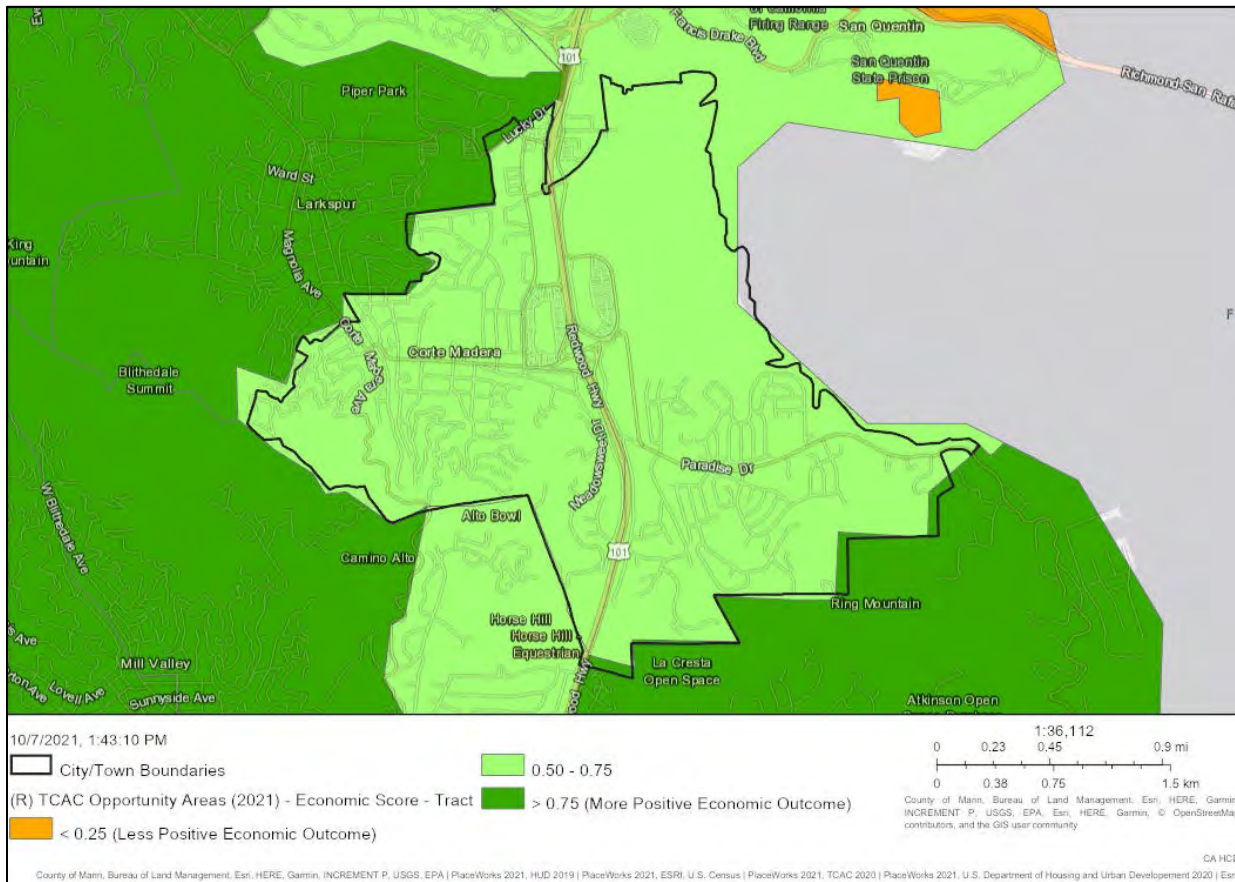 of California
Firing Range
San Quentin
Francis Drake Blvd
101
San Quentin
State Prison
Richmond-San Rafa
Piper Park
Lucky Dr
Ward St
Larkspur
King
Magnolia Ave
Corte Madera Ave
Corte Madera
Blithedale
Summit
Redwood Hwy
Paradise Dr
W Blithedale Ave
Alto Bowl
101
Camino Alto
Ring Mountain
Horse Hill
Horse Hill -
Equestrian
La Cresta
Open Space
Mill Valley
Lovell Ave
Sunnyside Ave
Atkinson Open
10/7/2021, 1:43:10 PM
City/Town Boundaries
(R) TCAC Opportunity Areas (2021) - Economic Score - Tract
< 0.25 (Less Positive Economic Outcome)
0.50 - 0.75
> 0.75 (More Positive Economic Outcome)
1:36,112
0 0.23 0.45 0.9 mi
0 0.38 0.75 1.5 km
County of Marin, Bureau of Land Management, Esri, HERE, Garmin,
INCREMENT P, USGS, EPA, Esri, HERE, Garmin, © OpenStreetMap
contributors, and the GIS user community
CA HCD
County of Marin, Bureau of Land Management, Esri, HERE, Garmin, INCREMENT P, USGS, EPA | PlaceWorks 2021, HUD 2019 | PlaceWorks 2021, ESRI, U.S. Census | PlaceWorks 2021, TCAC 2020 | PlaceWorks 2021, U.S. Department of Housing and Urban Developement 2020 | Esri